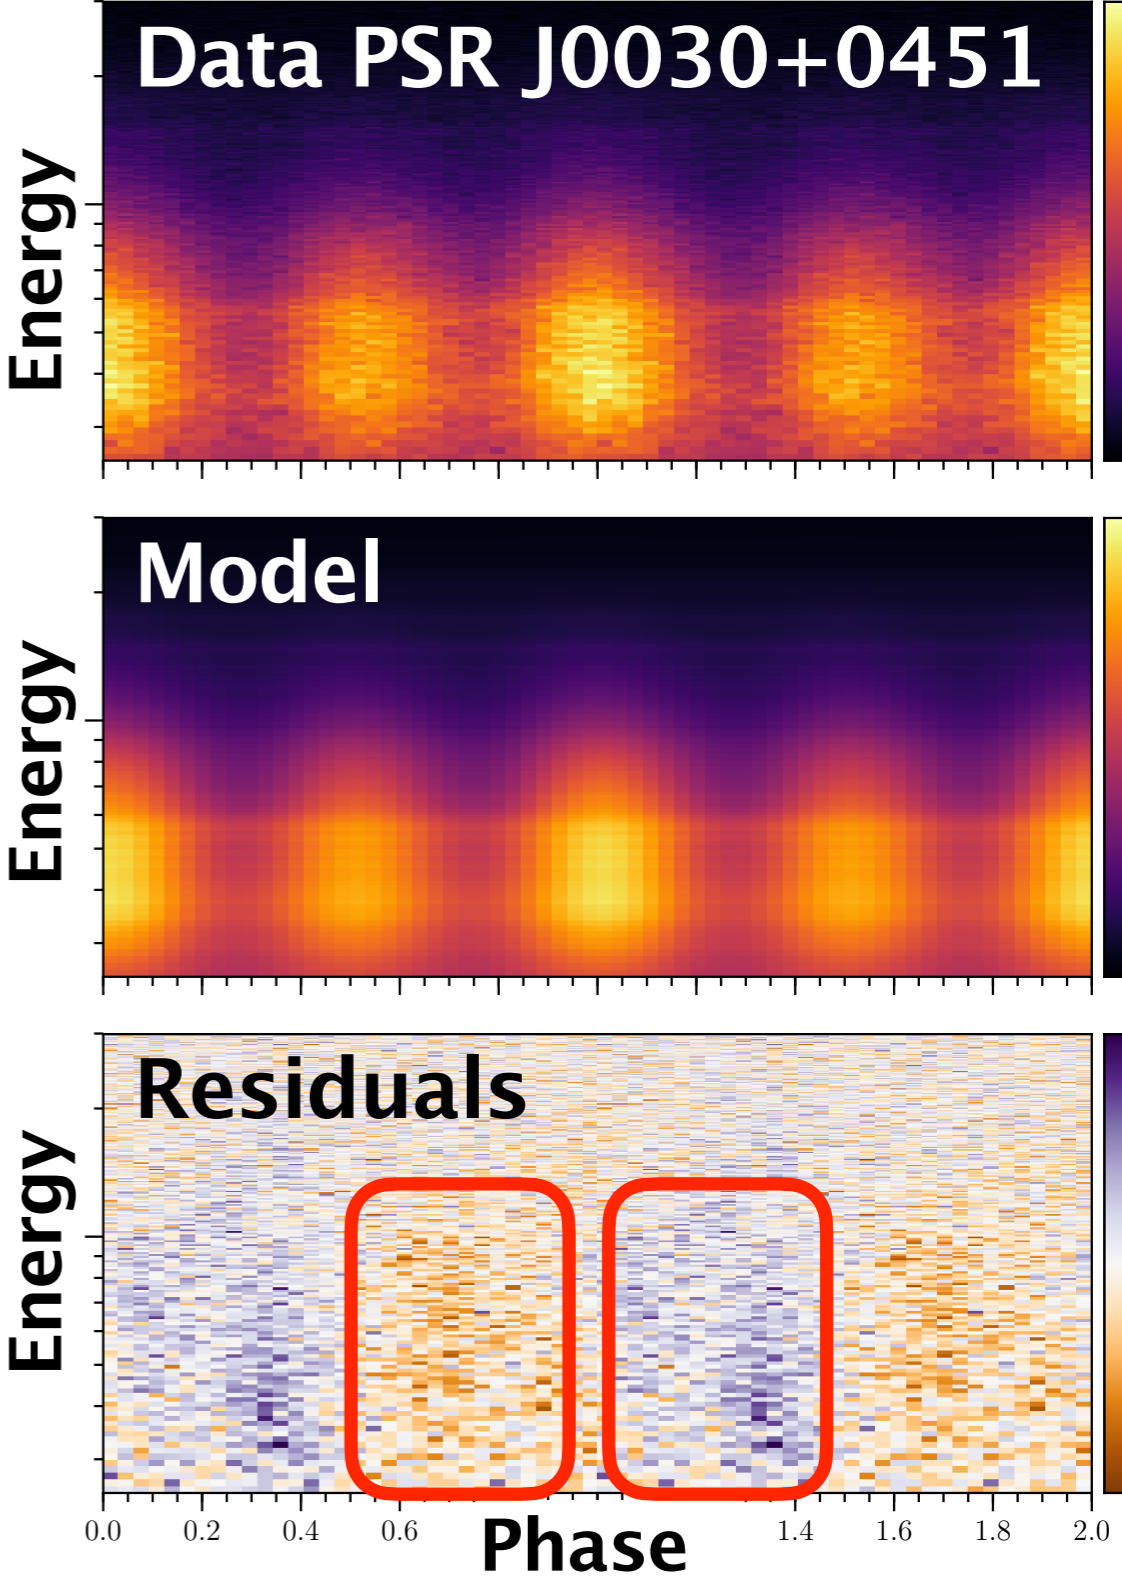 Data PSR J0030+0451
Energy
Model
Energy
Residuals
Energy
0.0 0.2 0.4 0.6 1.4 1.6 1.8 2.0
Phase